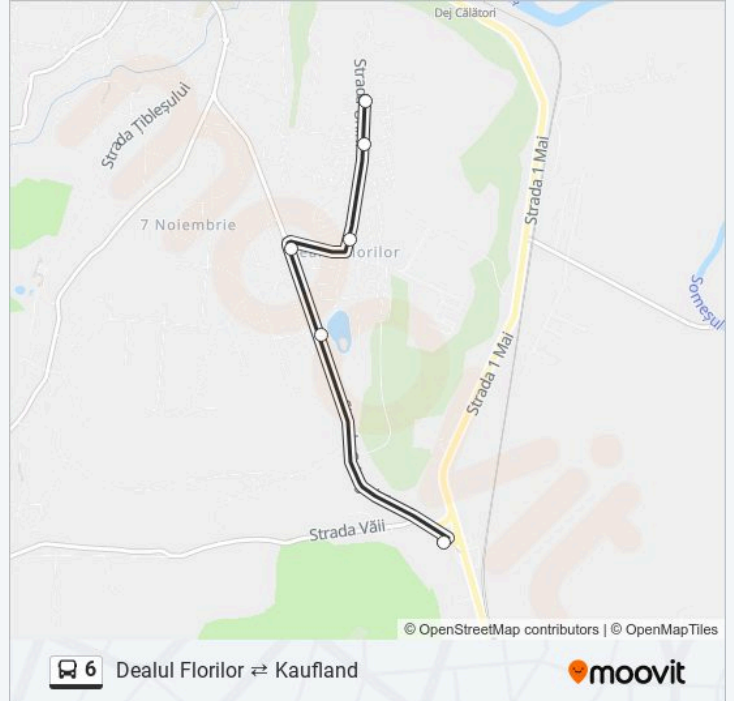 Dej Călători
Strada Țibleșului
Strada 1 Mai
7 Noiembrie
Someșul
Strada 1 Mai
Strada Văii
© OpenStreetMap contributors | © OpenMapTiles
6 Dealul Florilor ⇄ Kaufland
moovit